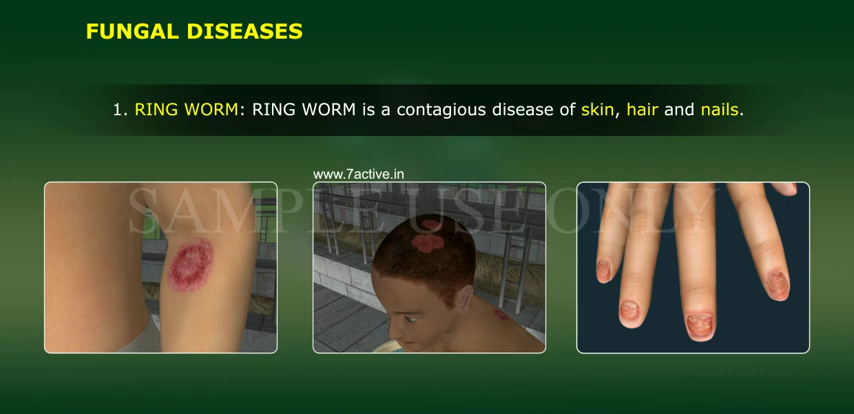 FUNGAL DISEASES
1. RING WORM: RING WORM is a contagious disease of skin, hair and nails.
www.7active.in
SAMPLE USE ONLY